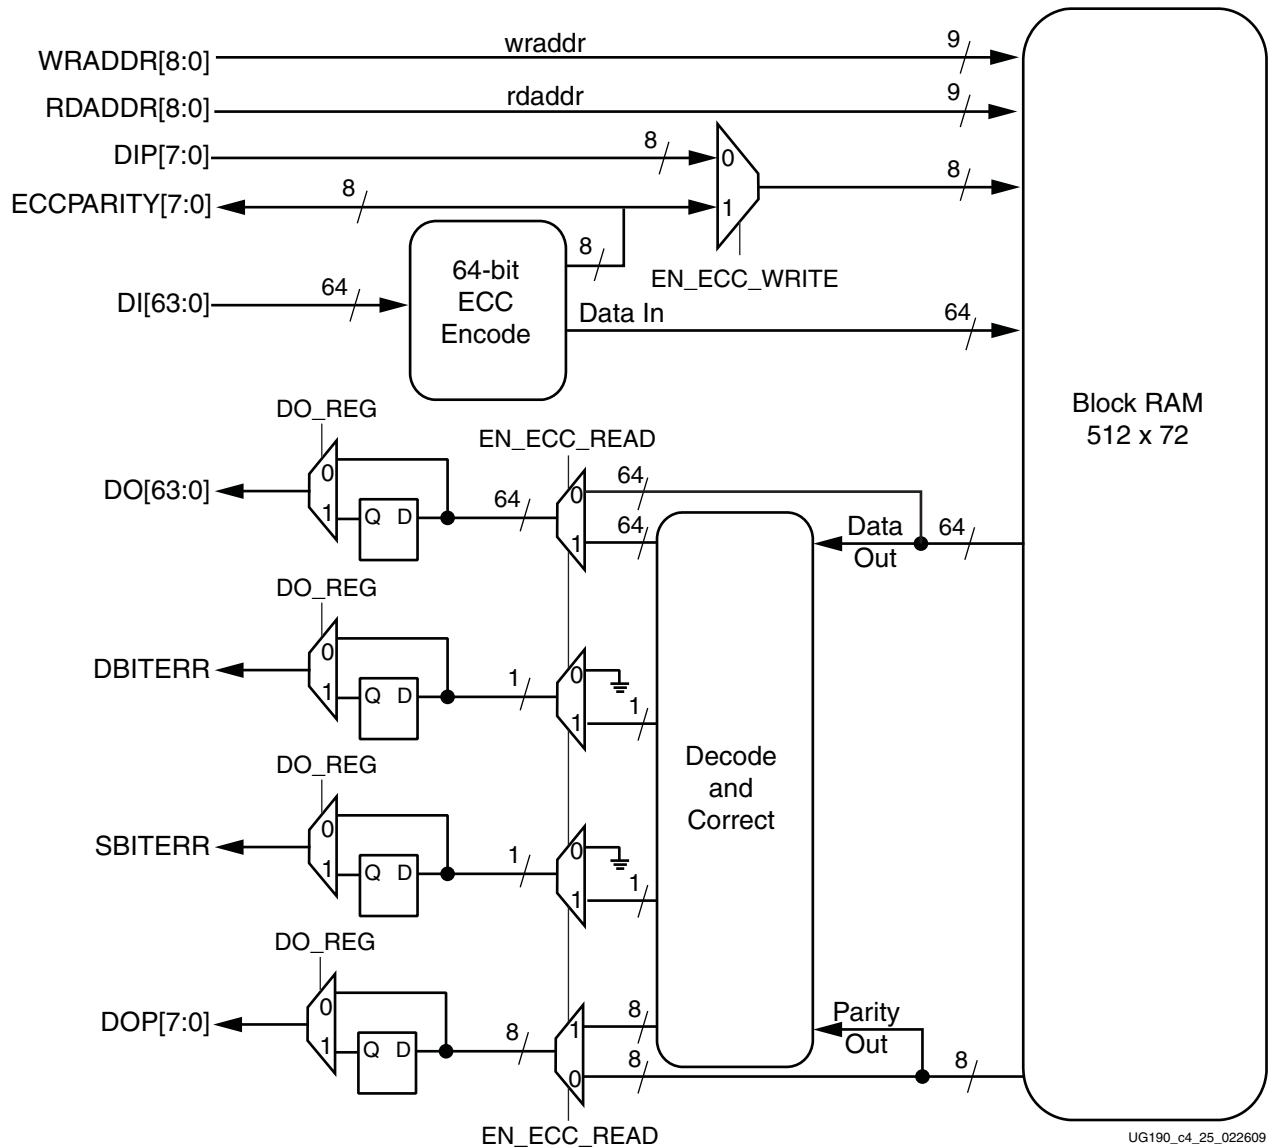 WRADDR[8:0]
wraddr
9
RDADDR[8:0]
rdaddr
9
DIP[7:0]
8
0
ECCPARITY[7:0]
8
1
8
EN_ECC_WRITE
DI[63:0]
64
64-bit
ECC
Encode
8
Data In
64
Block RAM
512 x 72
DO_REG
EN_ECC_READ
DO[63:0]
0
1
Q D
64
0
1
64
64
Data
Out
64
DO_REG
DBITERR
0
1
Q D
1
0
1
1
Decode
and
Correct
DO_REG
SBITERR
0
1
Q D
1
0
1
1
DO_REG
DOP[7:0]
0
1
Q D
8
1
0
8
8
Parity
Out
8
EN_ECC_READ
UG190_c4_25_022609